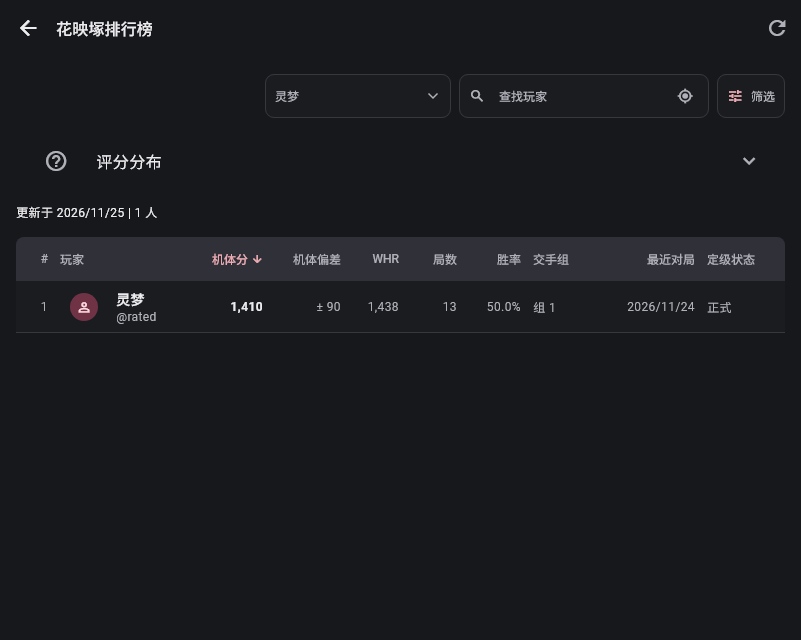 花映塚排行榜
灵梦
查找玩家
筛选
评分分布
更新于 2026/11/25 | 1 人
# 玩家 机体分 机体偏差 WHR 局数 胜率 交手组 最近对局 定级状态
1 灵梦 @rated 1,410 ± 90 1,438 13 50.0% 组 1 2026/11/24 正式